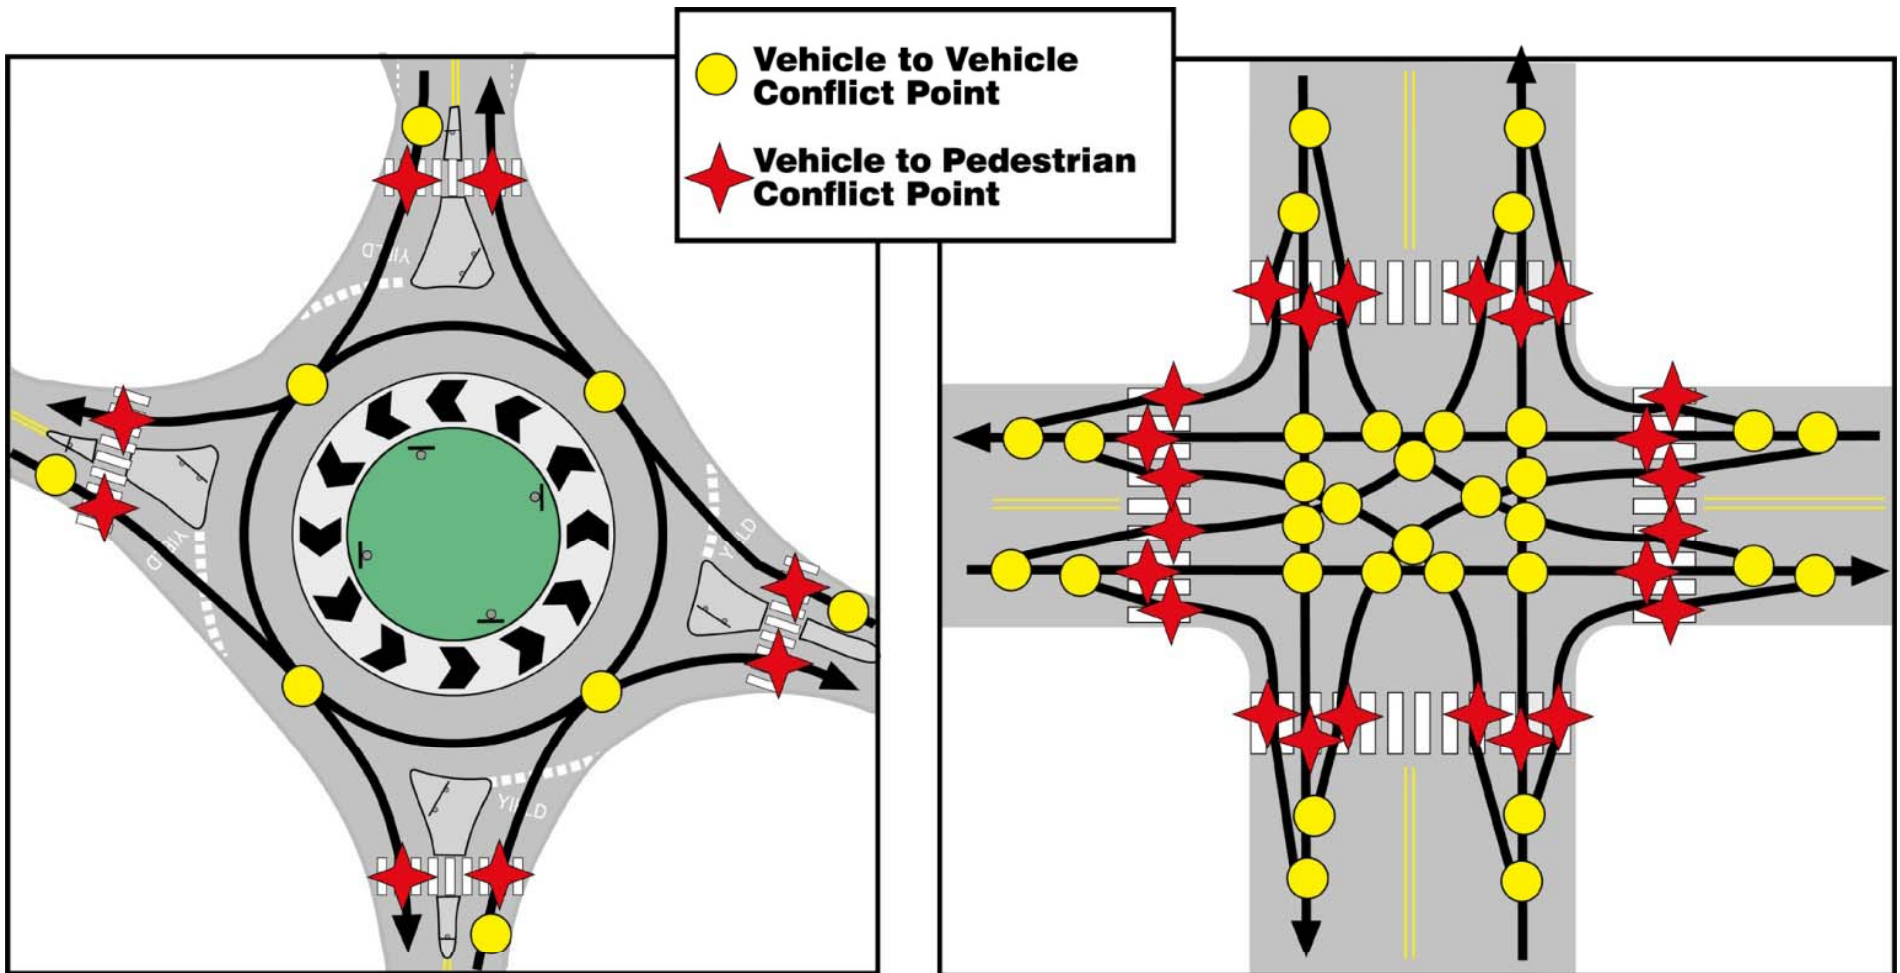 Vehicle to Vehicle
Conflict Point
Vehicle to Pedestrian
Conflict Point
YIELD
YIELD
YIELD
YIELD